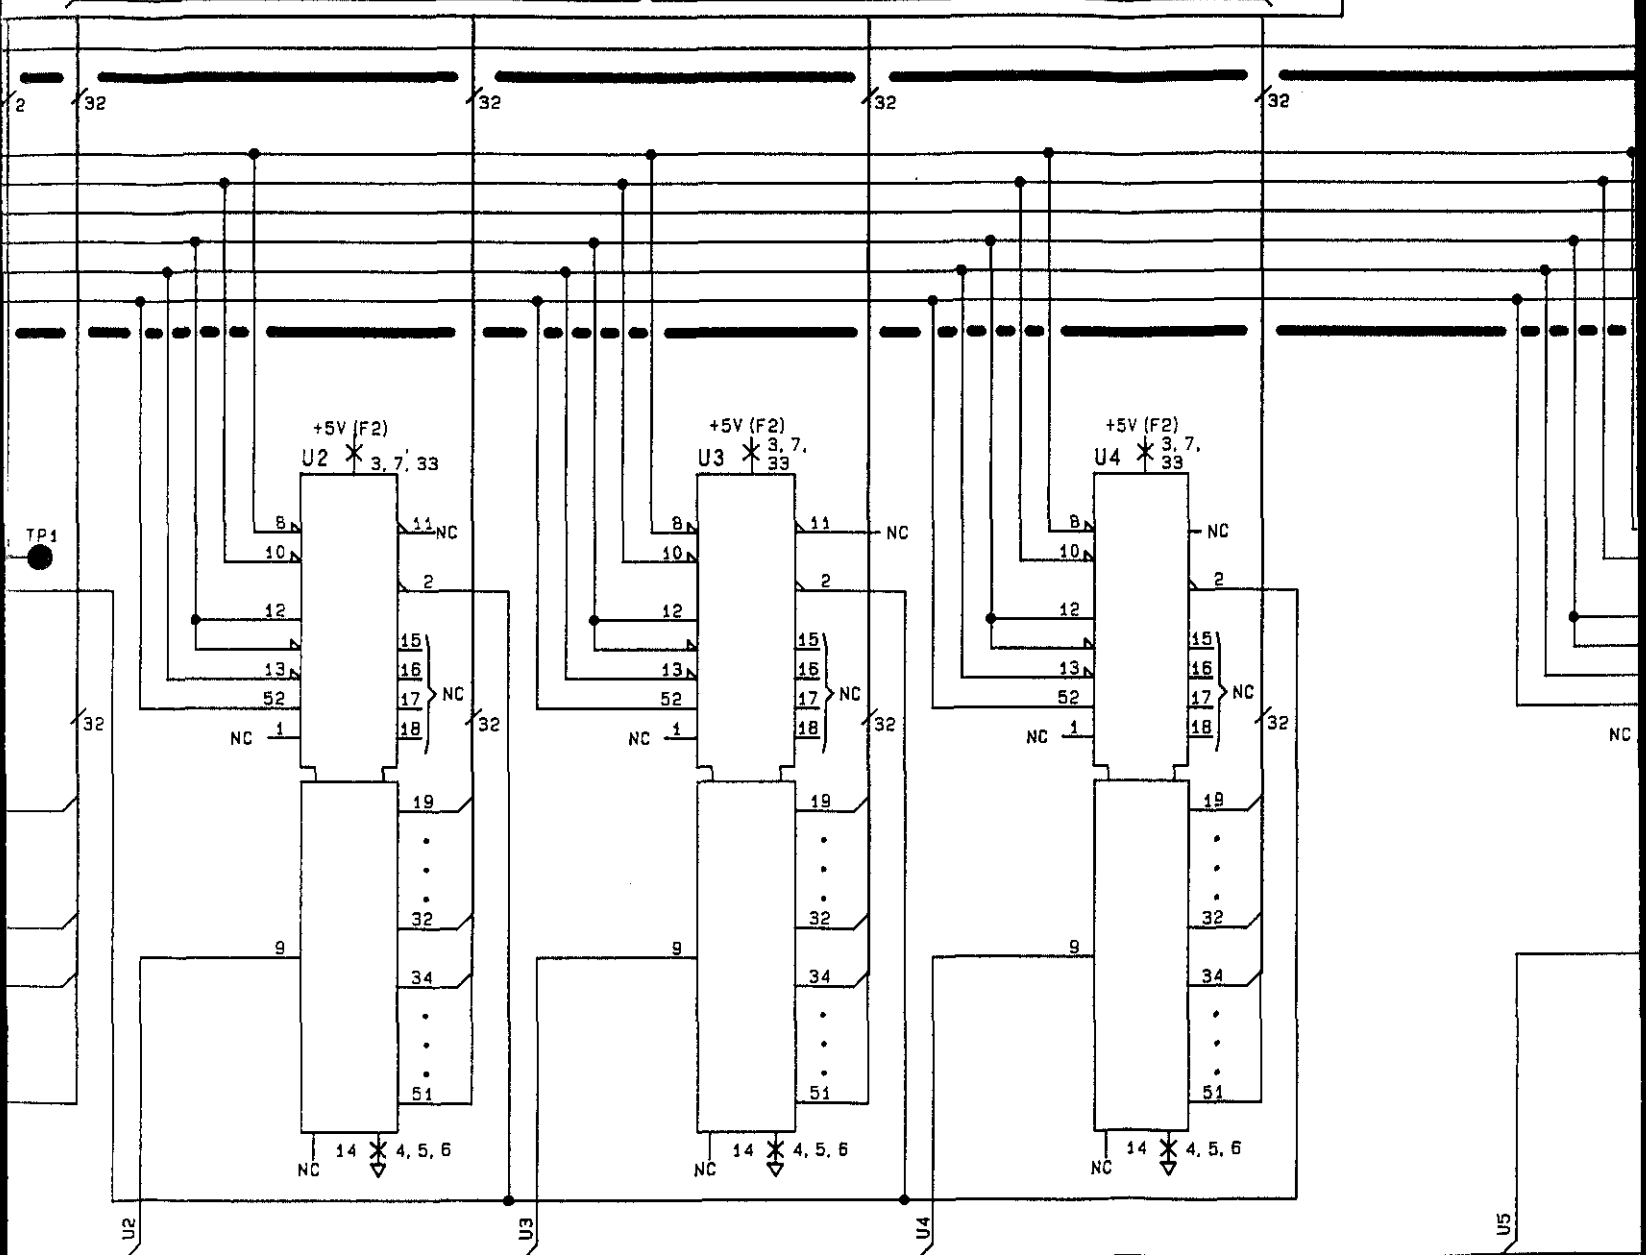 2 32 32 32 32
+5V (F2) +5V (F2) +5V (F2)
U2 3, 7, 33 U3 3, 7, 33 U4 3, 7, 33
8 11 NC 8 11 NC 8 NC
TP1
10 10 10
2 2 2
12 12 12
15 15 15
13 16 13 16 13 16
NC NC NC
52 17 52 17 52 17
32 32 32 32
NC 1 18 NC 1 18 NC 1 18 NC
19 19 19
32 32 32
9 9 9
34 34 34
51 51 51
14 4, 5, 6 14 4, 5, 6 14 4, 5, 6
NC NC NC
U2 U3 U4 U5